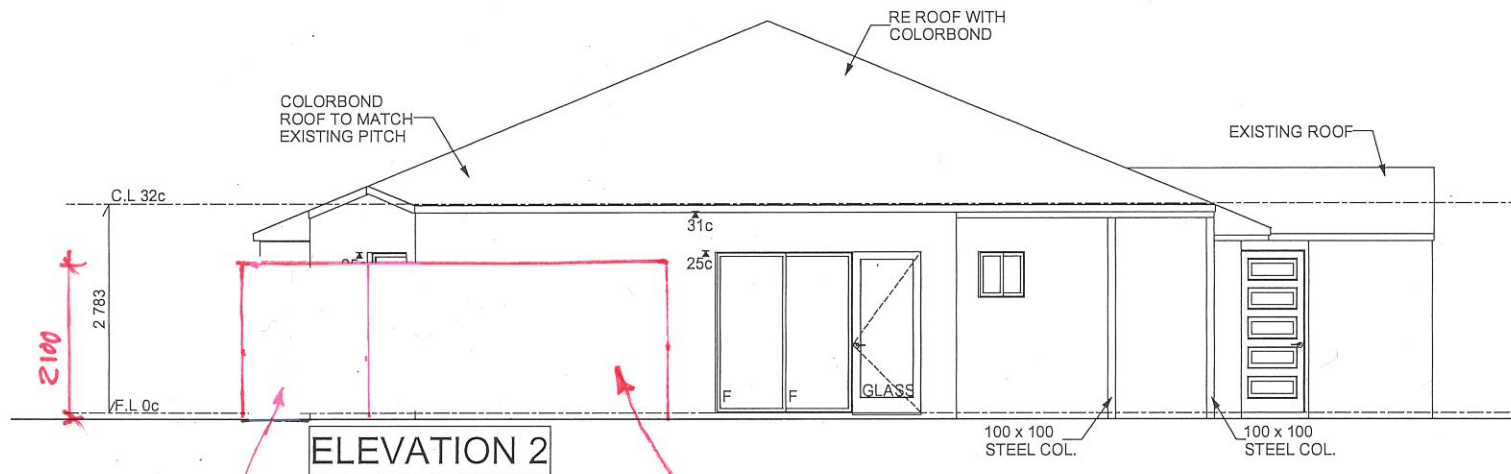 RE ROOF WITH
COLORBOND
COLORBOND
ROOF TO MATCH
EXISTING PITCH
EXISTING ROOF
C.L 32c
31c
25c
2 783
2100
F F
GLASS
F.L 0c
100 x 100
STEEL COL.
100 x 100
STEEL COL.
ELEVATION 2